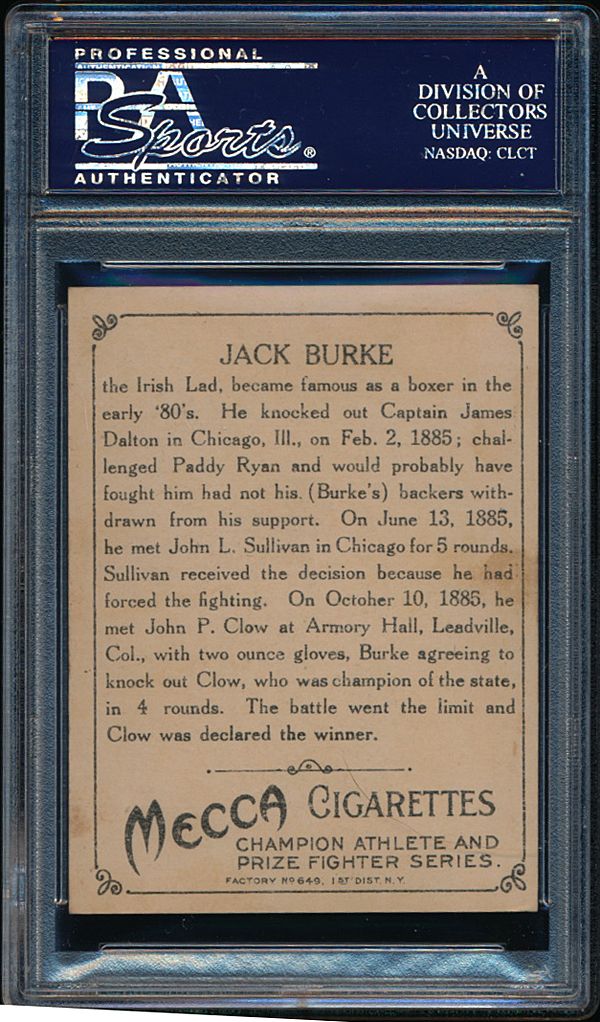 PROFESSIONAL
PSA
Sports®
AUTHENTICATOR
A
DIVISION OF
COLLECTORS
UNIVERSE
NASDAQ: CLCT
JACK BURKE
the Irish Lad, became famous as a boxer in the
early '80's. He knocked out Captain James
Dalton in Chicago, Ill., on Feb. 2, 1885; chal-
lenged Paddy Ryan and would probably have
fought him had not his. (Burke's) backers with-
drawn from his support. On June 13, 1885,
he met John L. Sullivan in Chicago for 5 rounds.
Sullivan received the decision because he had
forced the fighting. On October 10, 1885, he
met John P. Clow at Armory Hall, Leadville,
Col., with two ounce gloves, Burke agreeing to
knock out Clow, who was champion of the state,
in 4 rounds. The battle went the limit and
Clow was declared the winner.
MECCA CIGARETTES
CHAMPION ATHLETE AND
PRIZE FIGHTER SERIES.
FACTORY Nº 649, 1ST DIST. N.Y.